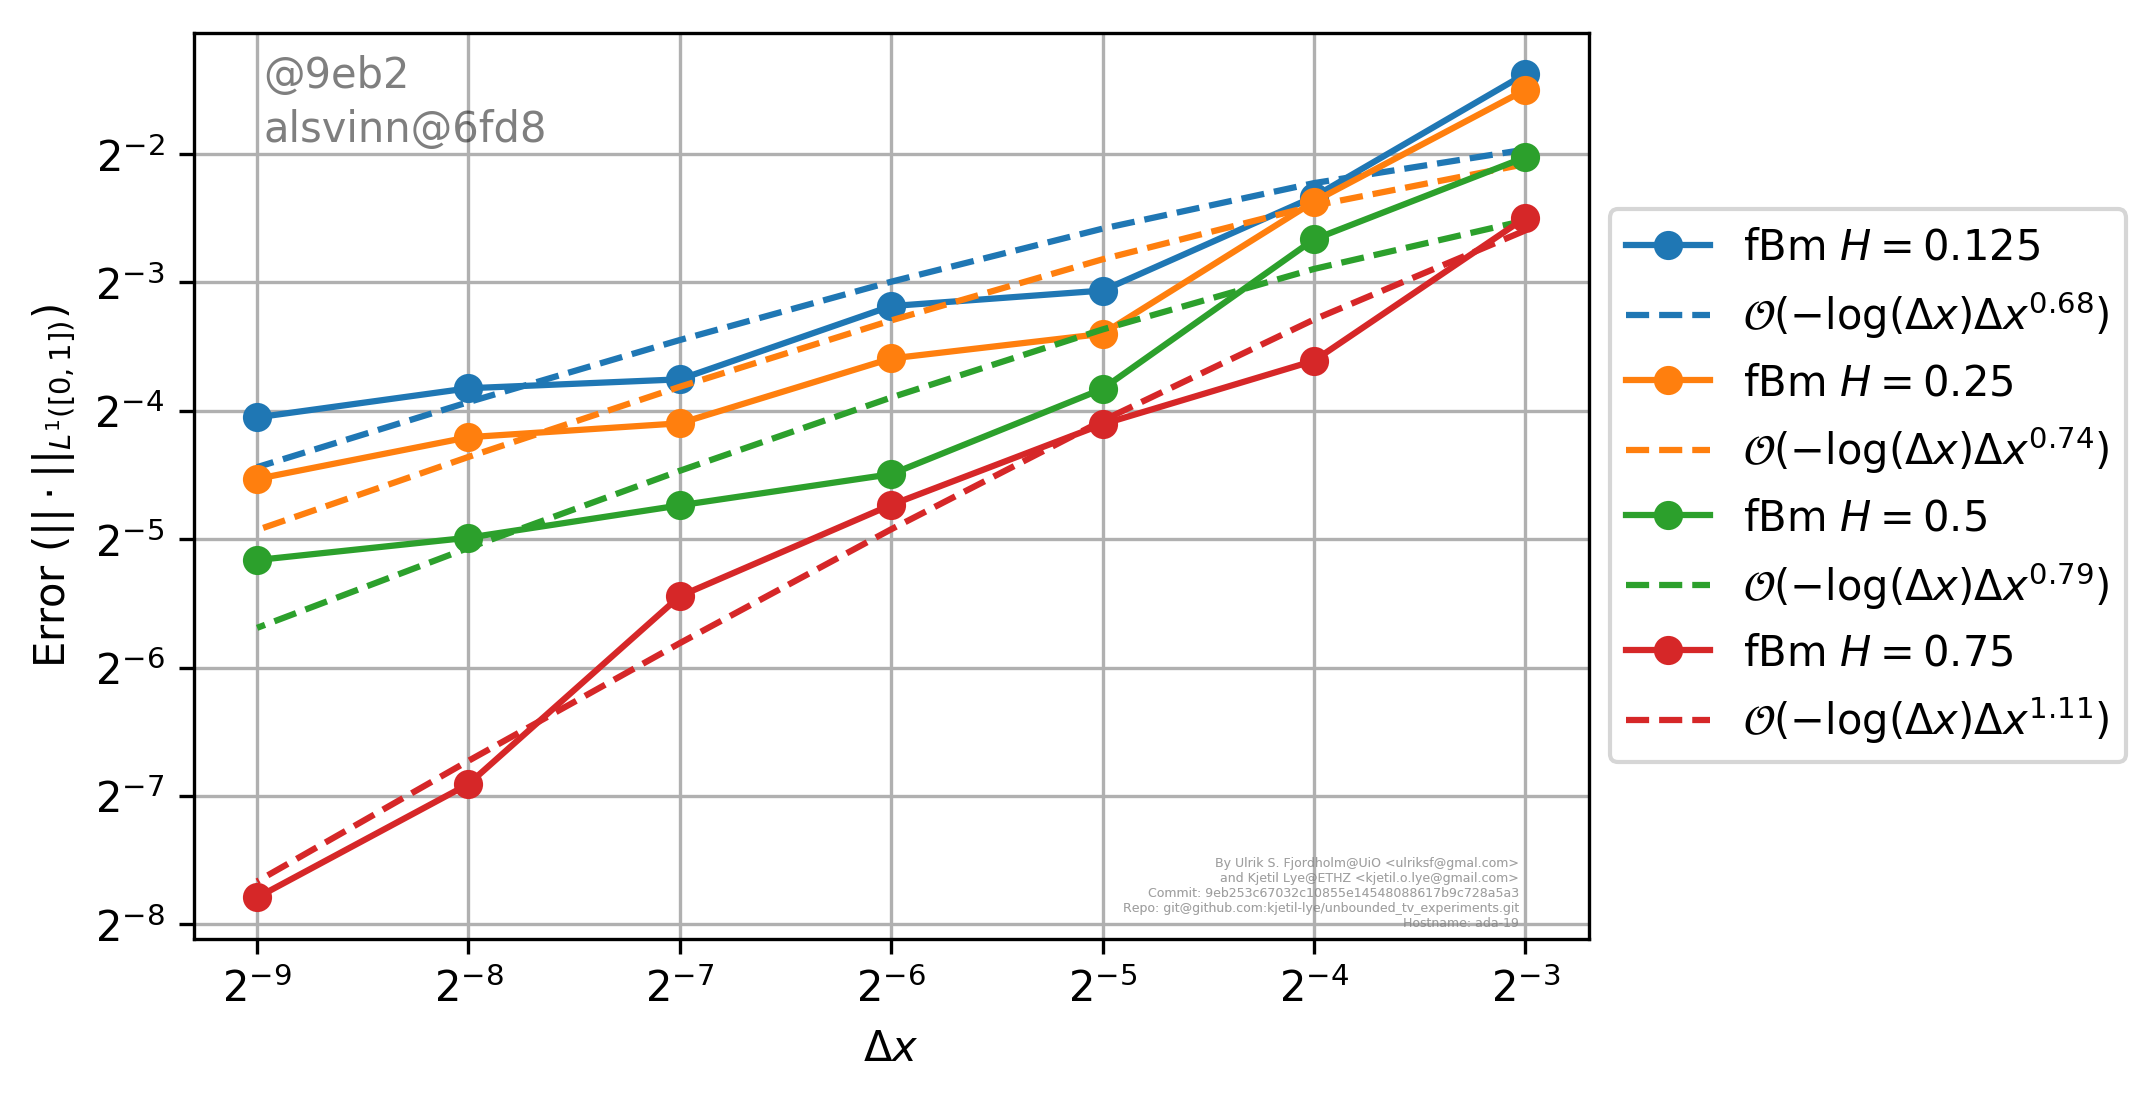 @9eb2
alsvinn@6fd8
2⁻²
2⁻³
2⁻⁴
2⁻⁵
2⁻⁶
2⁻⁷
2⁻⁸
Error (|| · ||_{L¹([0, 1])})
2⁻⁹ 2⁻⁸ 2⁻⁷ 2⁻⁶ 2⁻⁵ 2⁻⁴ 2⁻³
Δx
By Ulrik S. Fjordholm@UiO <ulriksf@gmal.com>
and Kjetil Lye@ETHZ <kjetil.o.lye@gmail.com>
Commit: 9eb253c67032c10855e14548088617b9c728a5a3
Repo: git@github.com:kjetil-lye/unbounded_tv_experiments.git
Hostname: ada-19
fBm H = 0.125
𝒪(−log(Δx)Δx^{0.68})
fBm H = 0.25
𝒪(−log(Δx)Δx^{0.74})
fBm H = 0.5
𝒪(−log(Δx)Δx^{0.79})
fBm H = 0.75
𝒪(−log(Δx)Δx^{1.11})